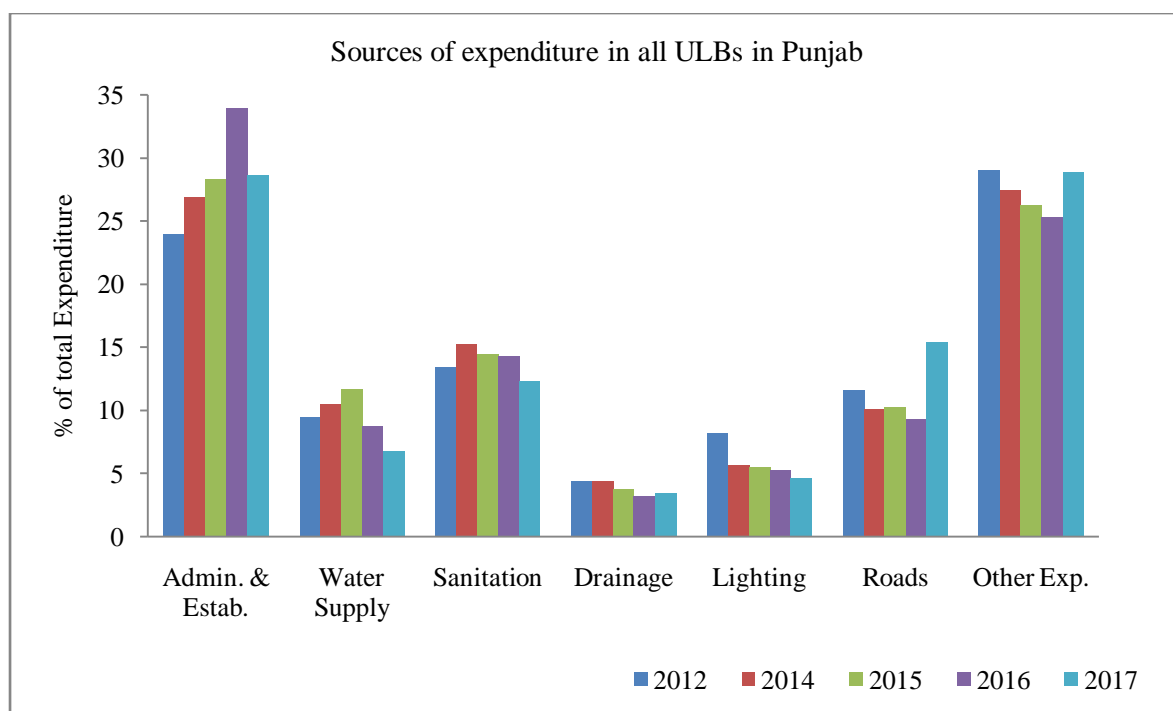 Sources of expenditure in all ULBs in Punjab
% of total Expenditure
35
30
25
20
15
10
5
0
Admin. &
Estab.
Water
Supply
Sanitation
Drainage
Lighting
Roads
Other Exp.
2012
2014
2015
2016
2017